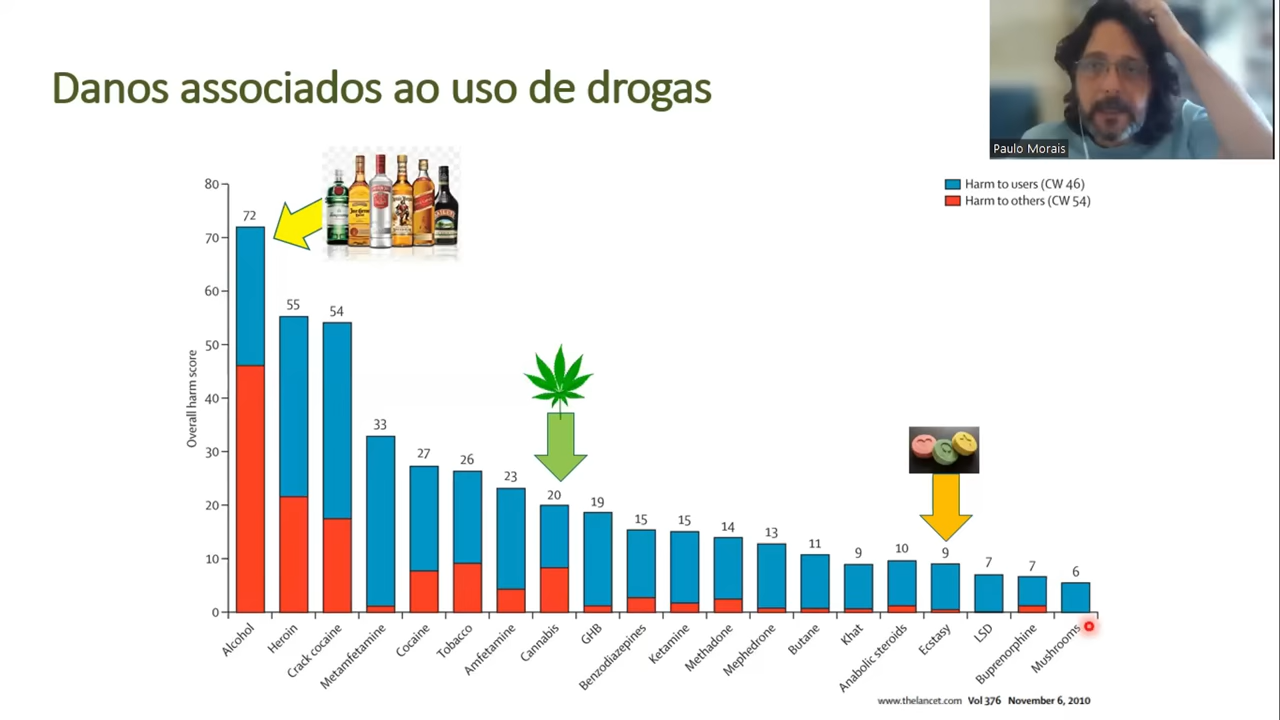 Danos associados ao uso de drogas
Paulo Morais
Harm to users (CW 46)
Harm to others (CW 54)
Overall harm score
80
70
60
50
40
30
20
10
0
72
55
54
33
27
26
23
20
19
15
15
14
13
11
9
10
9
7
7
6
Alcohol
Heroin
Crack cocaine
Metamfetamine
Cocaine
Tobacco
Amfetamine
Cannabis
GHB
Benzodiazepines
Ketamine
Methadone
Mephedrone
Butane
Khat
Anabolic steroids
Ecstasy
LSD
Buprenorphine
Mushrooms
www.thelancet.com Vol 376 November 6, 2010